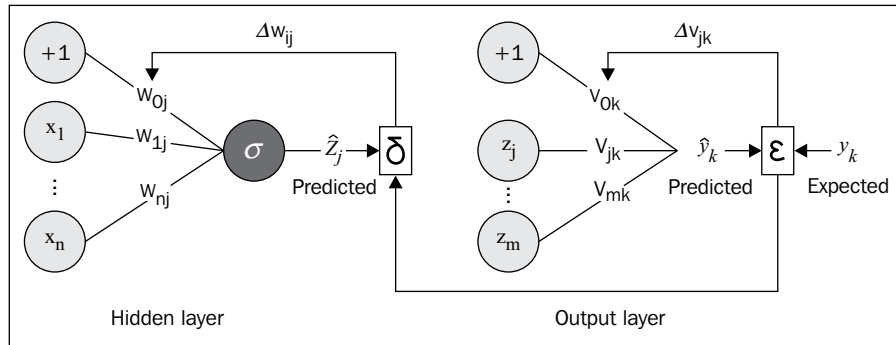 Δw_ij
Δv_jk
+1
+1
W_0j
V_0k
x_1
W_1j
σ
Ẑ_j
δ
z_j
V_jk
ŷ_k
ε
y_k
Predicted
Predicted
Expected
⋮
W_nj
⋮
V_mk
x_n
z_m
Hidden layer
Output layer